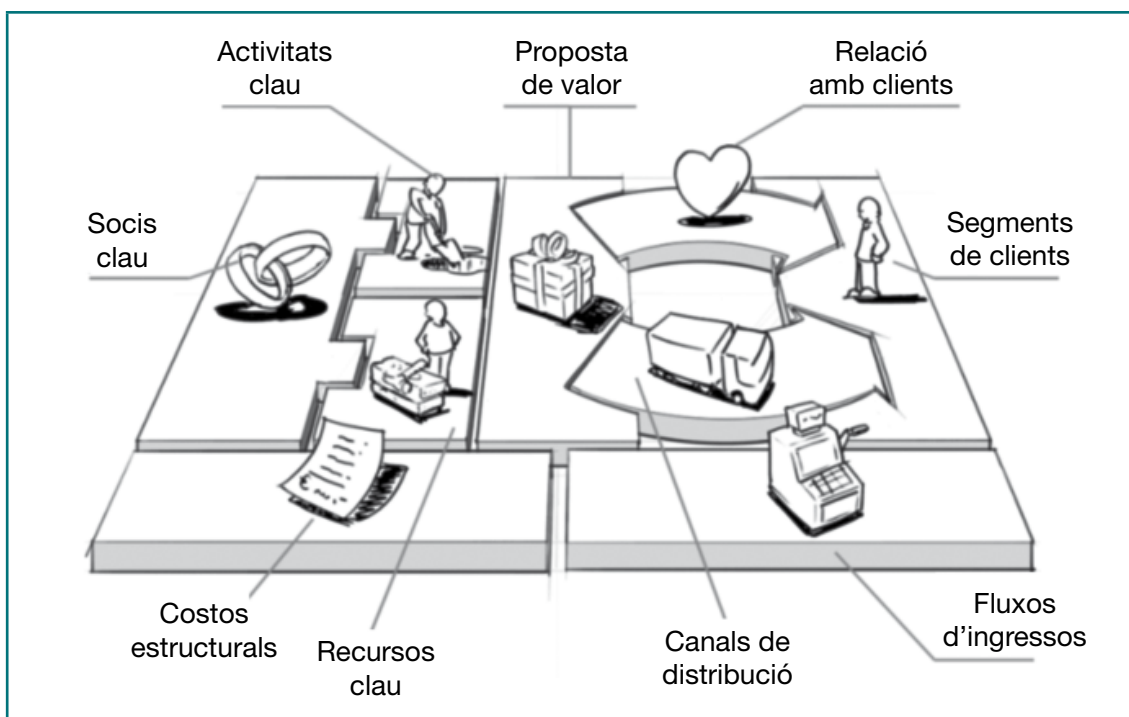 Activitats
clau
Proposta
de valor
Relació
amb clients
Socis
clau
Segments
de clients
Costos
estructurals
Recursos
clau
Canals de
distribució
Fluxos
d’ingressos